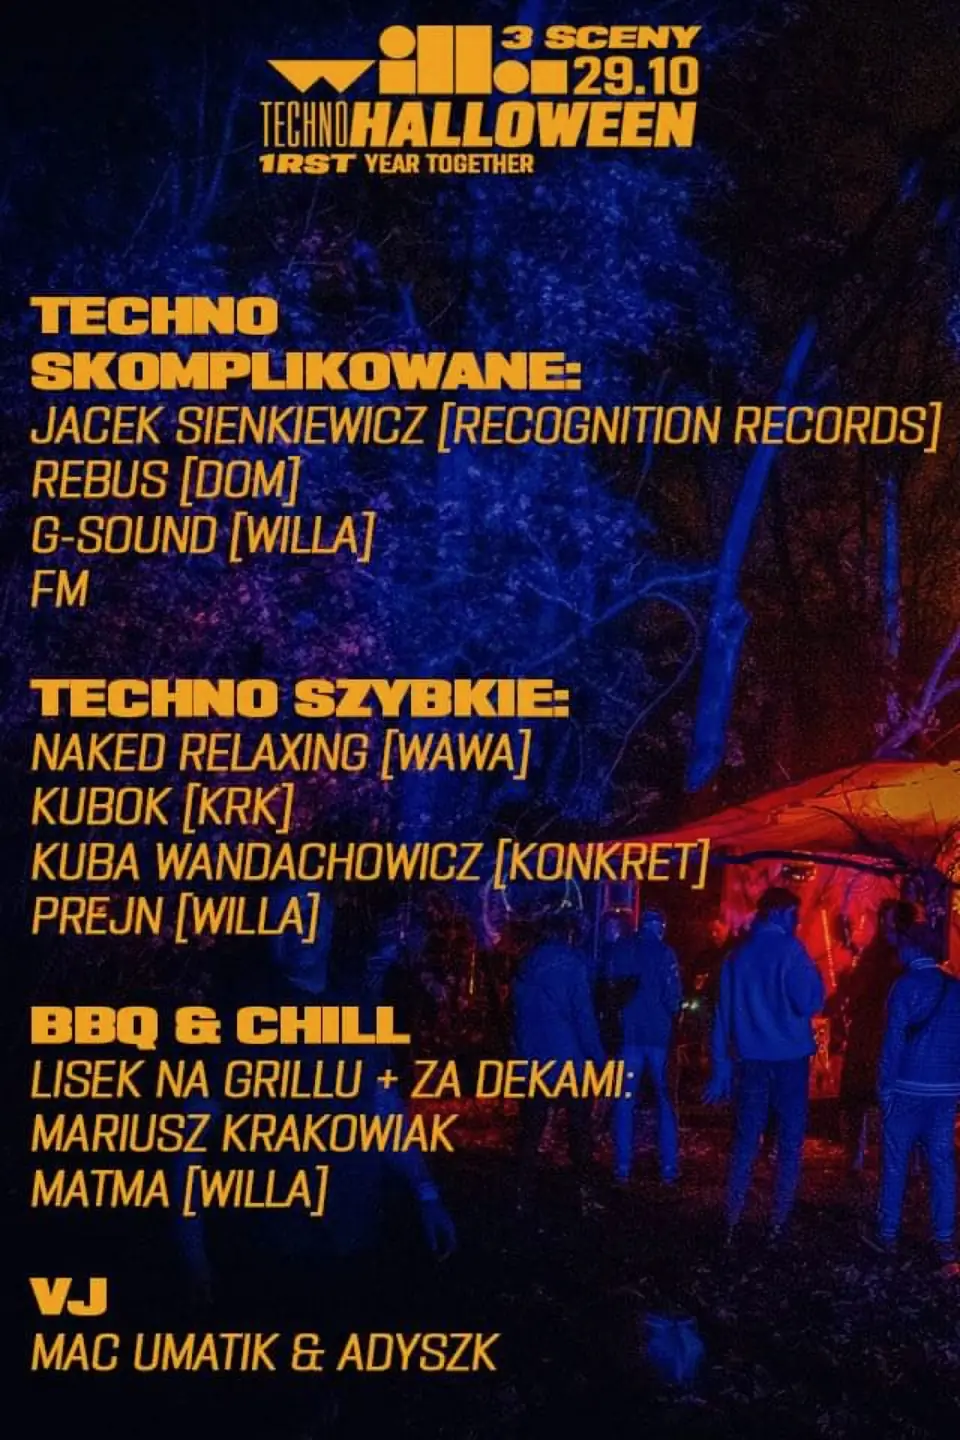 willa 3 SCENY
29.10
TECHNO HALLOWEEN
1RST YEAR TOGETHER
TECHNO
SKOMPLIKOWANE:
JACEK SIENKIEWICZ [RECOGNITION RECORDS]
REBUS [DOM]
G-SOUND [WILLA]
FM
TECHNO SZYBKIE:
NAKED RELAXING [WAWA]
KUBOK [KRK]
KUBA WANDACHOWICZ [KONKRET]
PREJN [WILLA]
BBQ & CHILL
LISEK NA GRILLU + ZA DEKAMI:
MARIUSZ KRAKOWIAK
MATMA [WILLA]
VJ
MAC UMATIK & ADYSZK